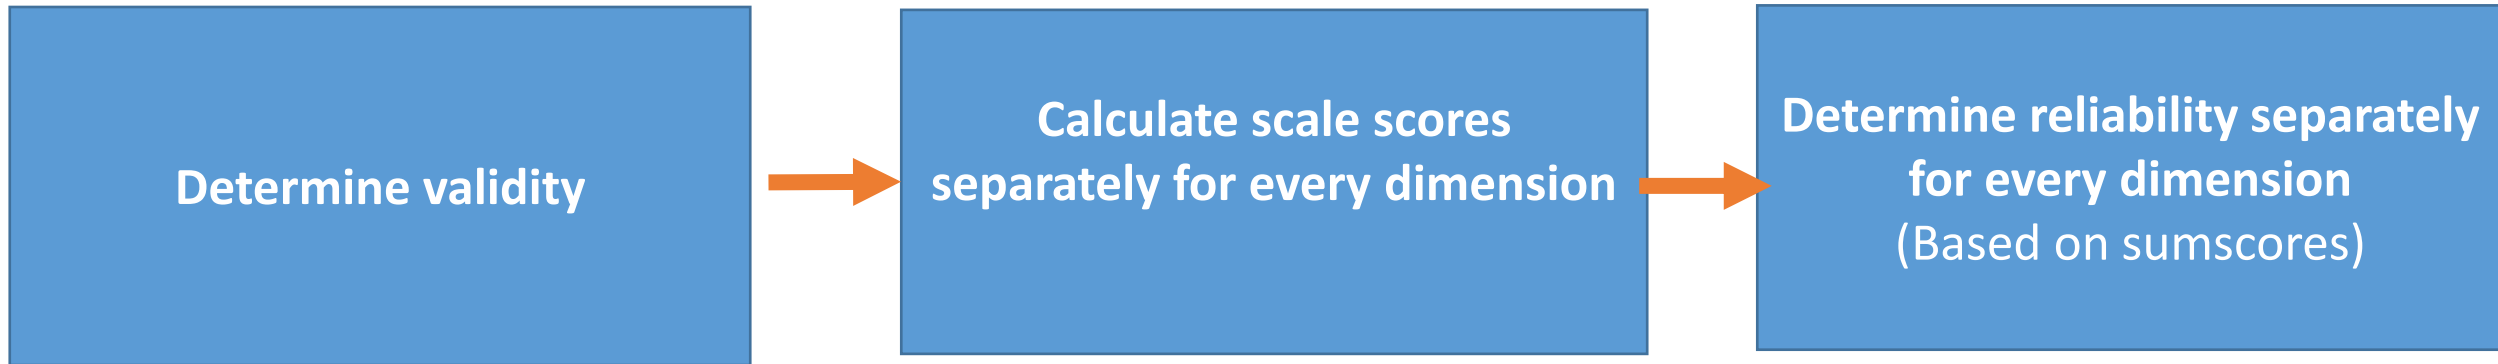 Determine validity
Calculate scale scores
separately for every dimension
Determine reliability separately
for every dimension
(Based on sumscores)